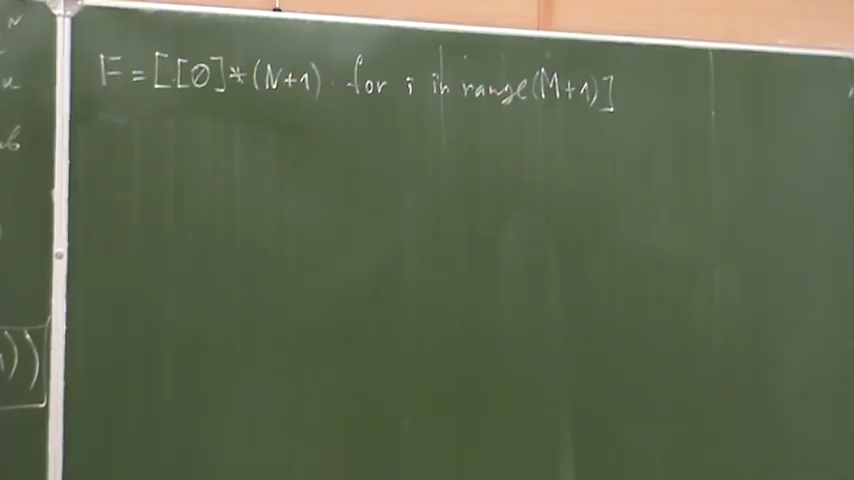 F = [[0]*(N+1) for i in range(M+1)]